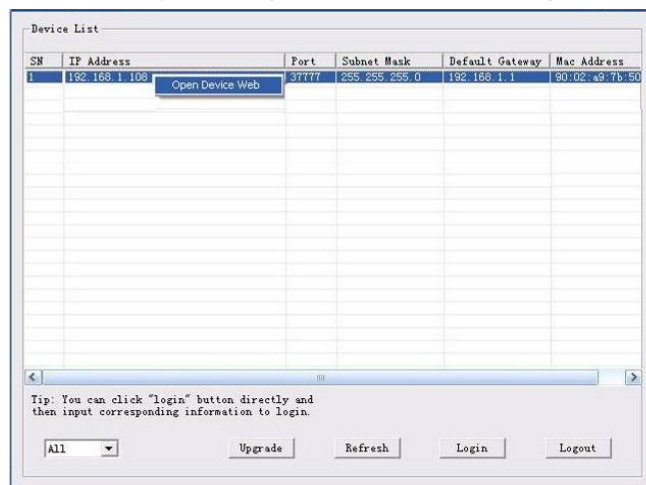 Device List
SN IP Address Port Subnet Mask Default Gateway Mac Address
1 192.168.1.108 37777 255.255.255.0 192.168.1.1 90:02:a9:7b:50
Open Device Web
Tip: You can click "login" button directly and
then input corresponding information to login.
All Upgrade Refresh Login Logout